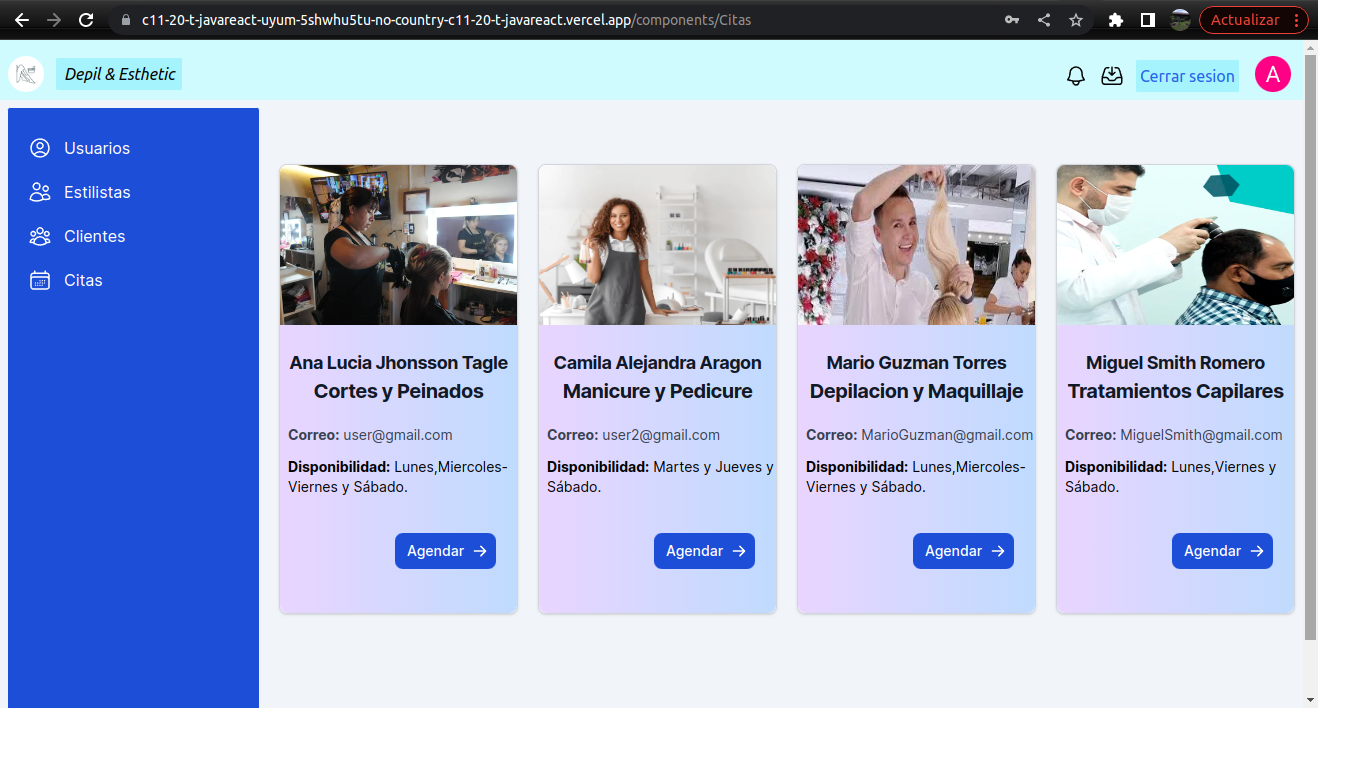 c11-20-t-javareact-uyum-5shwhu5tu-no-country-c11-20-t-javareact.vercel.app/components/Citas
Actualizar
Depil & Esthetic
Cerrar sesion
A
Usuarios
Estilistas
Clientes
Citas
Ana Lucia Jhonsson Tagle
Cortes y Peinados
Correo: user@gmail.com
Disponibilidad: Lunes,Miercoles-
Viernes y Sábado.
Agendar
Camila Alejandra Aragon
Manicure y Pedicure
Correo: user2@gmail.com
Disponibilidad: Martes y Jueves y
Sábado.
Agendar
Mario Guzman Torres
Depilacion y Maquillaje
Correo: MarioGuzman@gmail.com
Disponibilidad: Lunes,Miercoles-
Viernes y Sábado.
Agendar
Miguel Smith Romero
Tratamientos Capilares
Correo: MiguelSmith@gmail.com
Disponibilidad: Lunes,Viernes y
Sábado.
Agendar